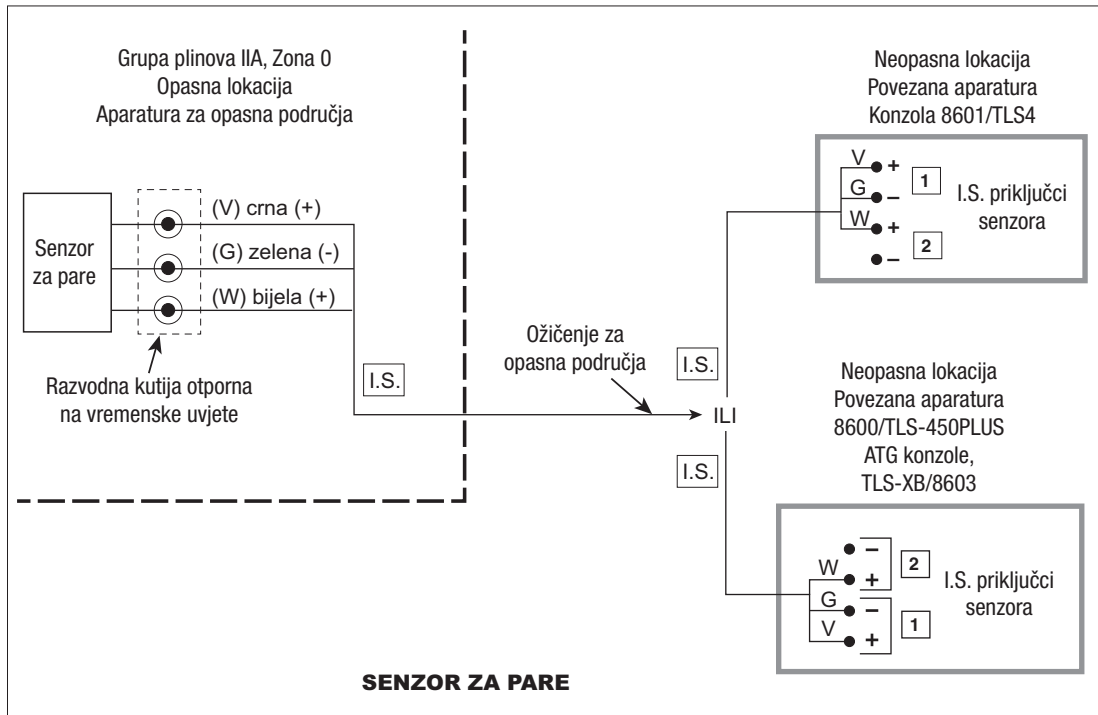 Grupa plinova IIA, Zona 0
Opasna lokacija
Aparatura za opasna područja
Senzor
za pare
(V) crna (+)
(G) zelena (-)
(W) bijela (+)
Razvodna kutija otporna
na vremenske uvjete
I.S.
Ožičenje za
opasna područja
ILI
I.S.
I.S.
Neopasna lokacija
Povezana aparatura
Konzola 8601/TLS4
V +
G −
W +
−
1
2
I.S. priključci
senzora
Neopasna lokacija
Povezana aparatura
8600/TLS-450PLUS
ATG konzole,
TLS-XB/8603
−
W +
G −
V +
2
1
I.S. priključci
senzora
SENZOR ZA PARE